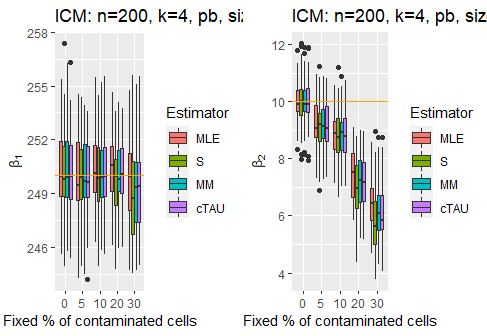 ICM: n=200, k=4, pb, siz
258
255
252
249
246
β1
0 5 10 20 30
Fixed % of contaminated cells
Estimator
MLE
S
MM
cTAU
ICM: n=200, k=4, pb, size
12
10
8
6
4
β2
0 5 10 20 30
Fixed % of contaminated cells
Estimator
MLE
S
MM
cTAU